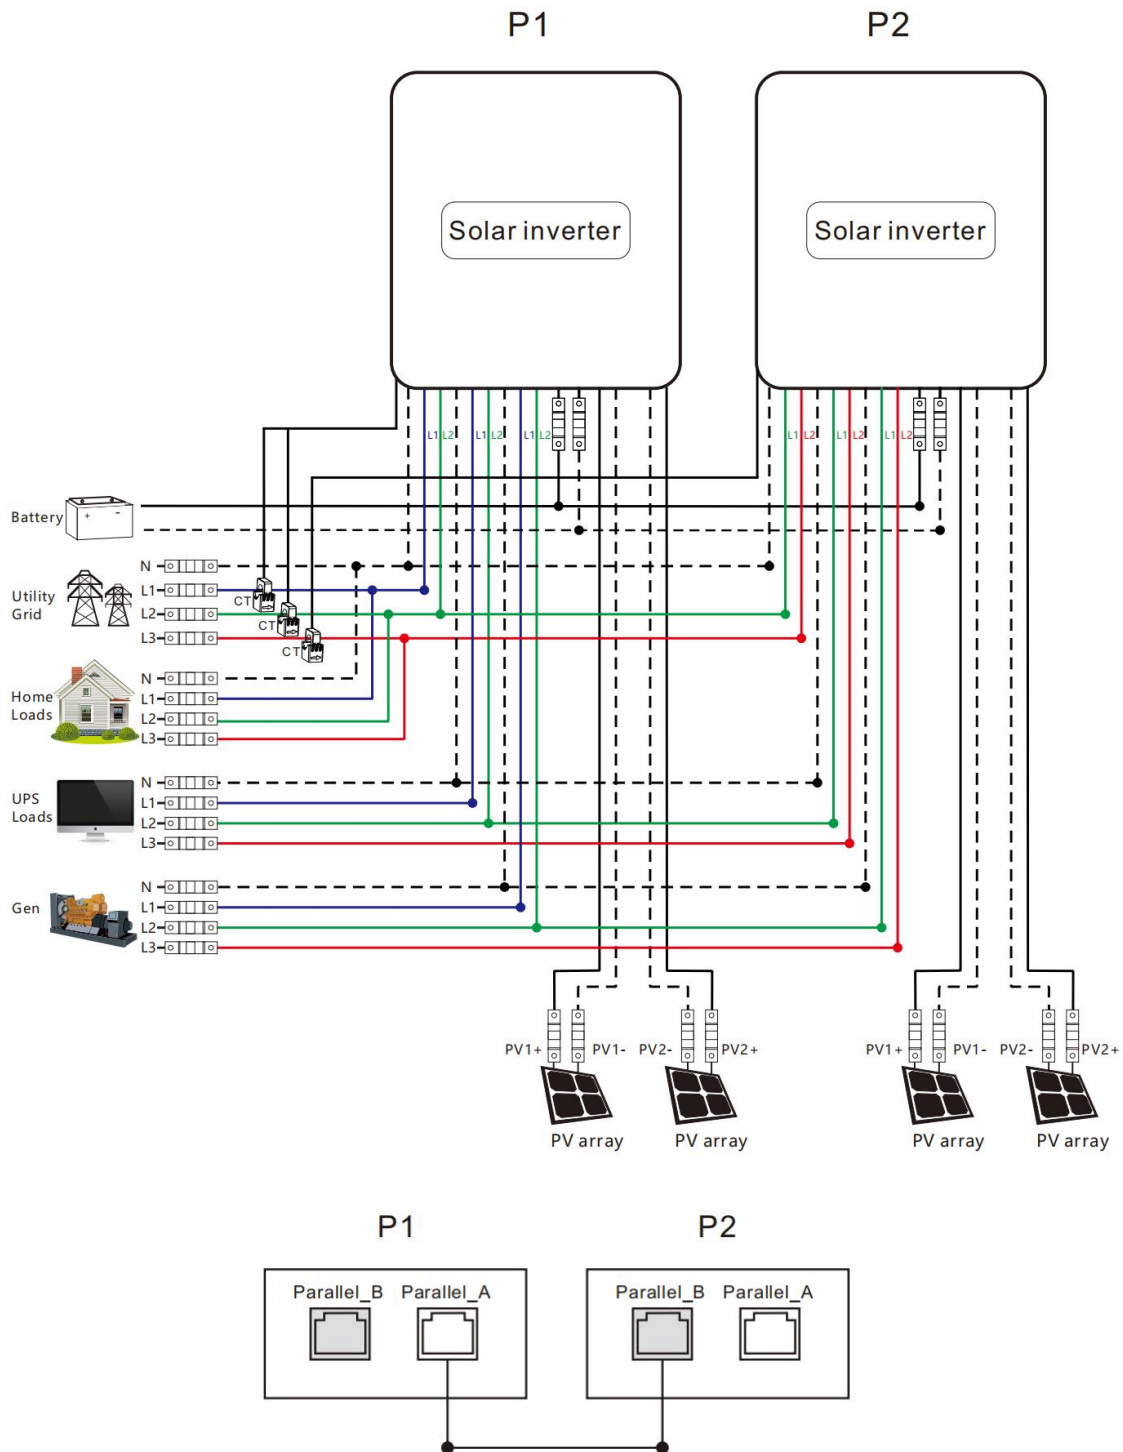 P1 P2
Solar inverter Solar inverter
L1 L2 L1 L2 L1 L2 L1 L2 L1 L2 L1 L2
Battery + -
N
L1
Utility Grid
CT
L2
CT
L3
CT
N
Home
L1
Loads
L2
L3
N
UPS
L1
Loads
L2
L3
N
Gen
L1
L2
L3
PV1+ PV1- PV2- PV2+ PV1+ PV1- PV2- PV2+
PV array PV array PV array PV array
P1 P2
Parallel_B Parallel_A Parallel_B Parallel_A